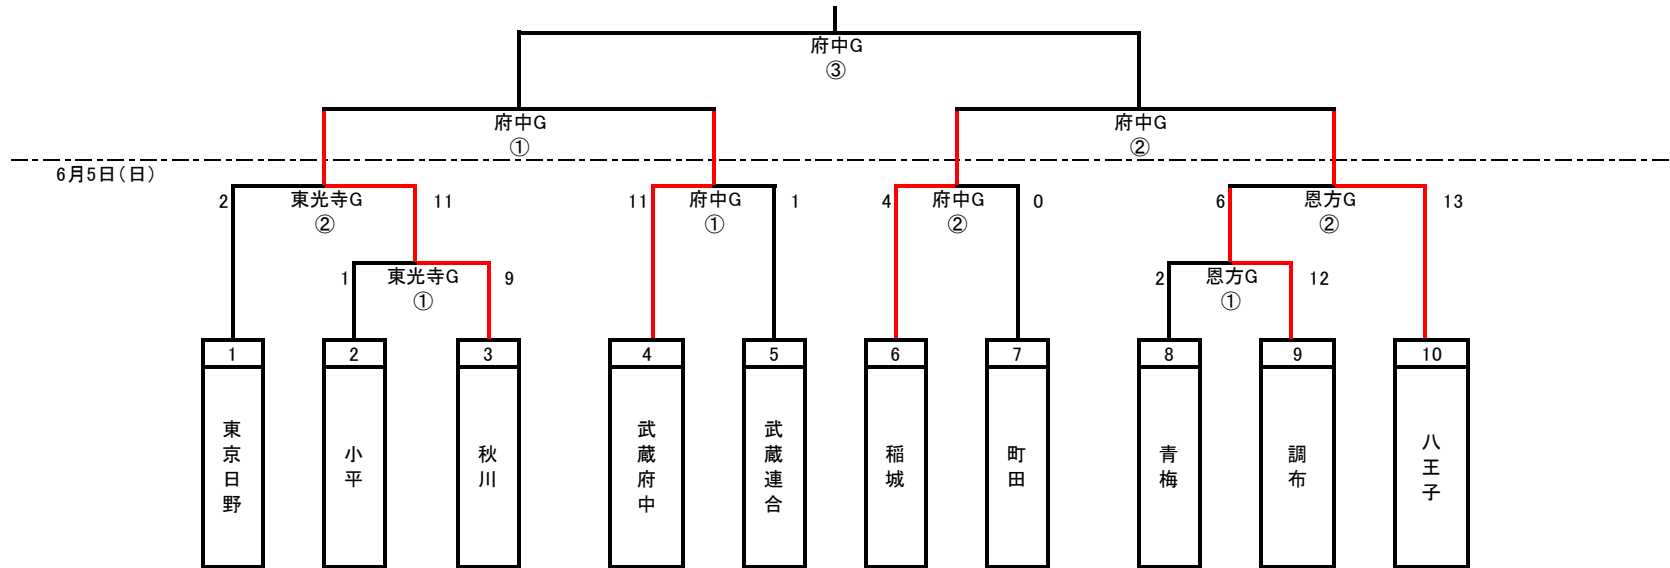 府中G
③
府中G
①
府中G
②
6月5日(日)
2 東光寺G 11
②
11 府中G 1
①
4 府中G 0
②
6 恩方G 13
②
1 東光寺G 9
①
2 恩方G 12
①
1 2 3 4 5 6 7 8 9 10
東京日野
小平
秋川
武蔵府中
武蔵連合
稲城
町田
青梅
調布
八王子